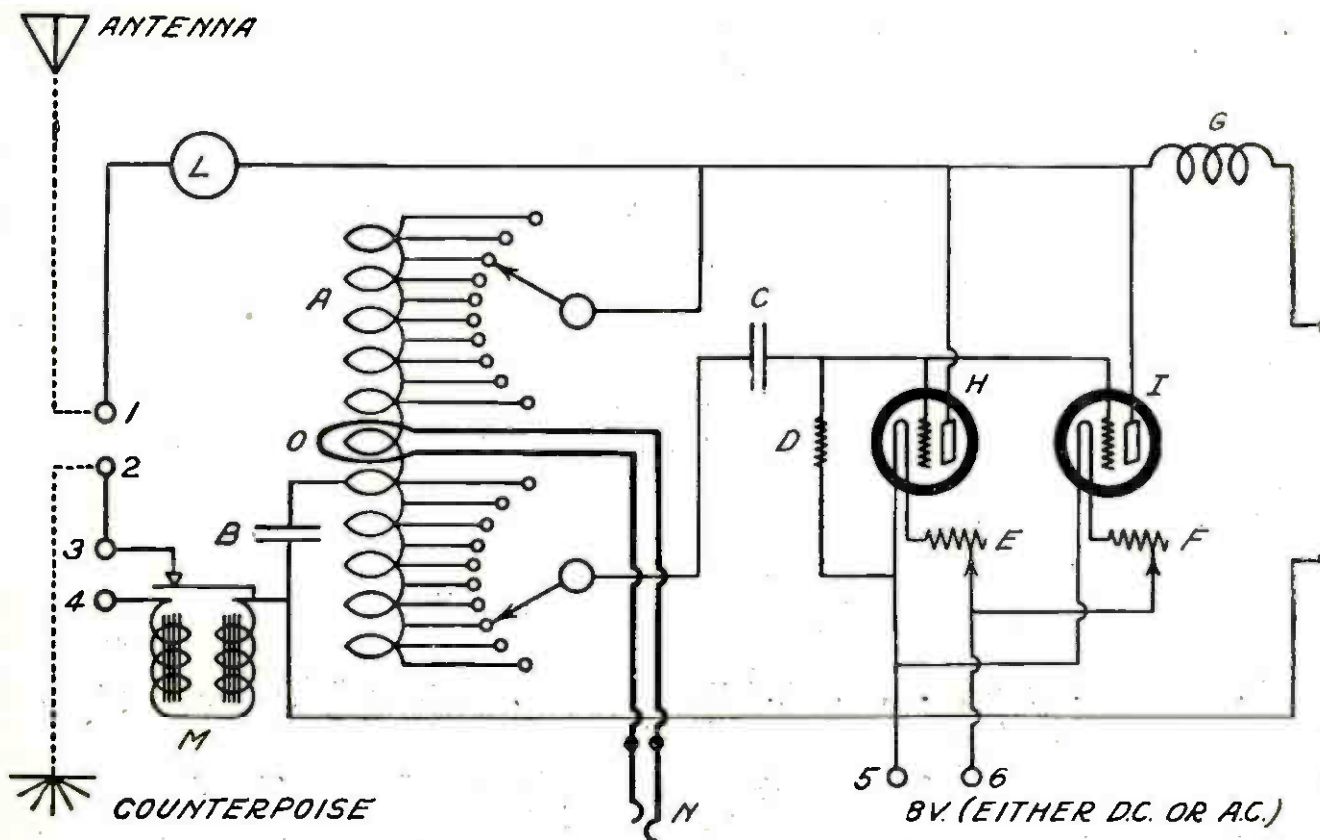 ANTENNA
G
L
A
C
H
I
1
O
D
2
B
E
F
3
4
M
5
6
N
COUNTERPOISE
8V. (EITHER D.C. OR A.C.)